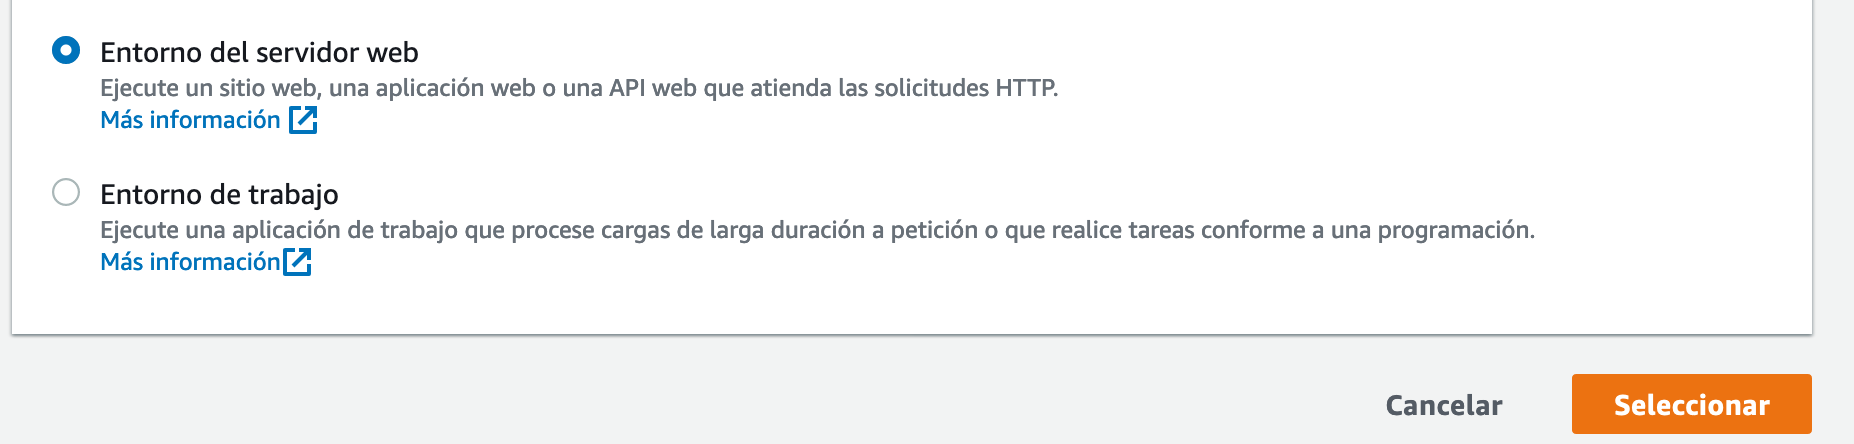 Entorno del servidor web
Ejecute un sitio web, una aplicación web o una API web que atienda las solicitudes HTTP.
Más información
Entorno de trabajo
Ejecute una aplicación de trabajo que procese cargas de larga duración a petición o que realice tareas conforme a una programación.
Más información
Cancelar
Seleccionar